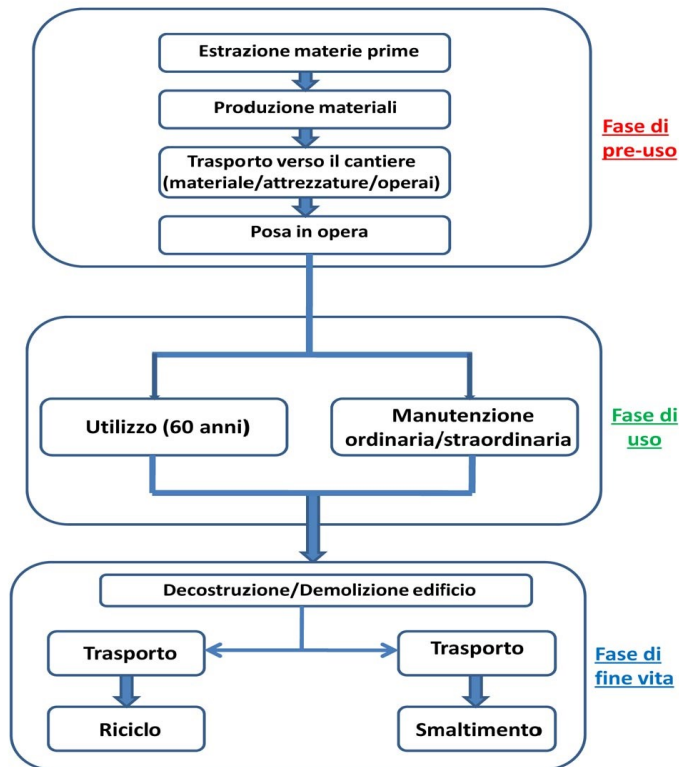 Estrazione materie prime
Produzione materiali
Trasporto verso il cantiere
(materiale/attrezzature/operai)
Posa in opera
Fase di
pre-uso
Utilizzo (60 anni)
Manutenzione
ordinaria/straordinaria
Fase di
uso
Decostruzione/Demolizione edificio
Trasporto
Trasporto
Riciclo
Smaltimento
Fase di
fine vita